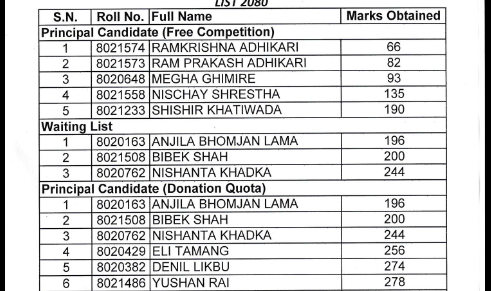 LIST 2080
S.N. Roll No. Full Name Marks Obtained
Principal Candidate (Free Competition)
1 8021574 RAMKRISHNA ADHIKARI 66
2 8021573 RAM PRAKASH ADHIKARI 82
3 8020648 MEGHA GHIMIRE 93
4 8021558 NISCHAY SHRESTHA 135
5 8021233 SHISHIR KHATIWADA 190
Waiting List
1 8020163 ANJILA BHOMJAN LAMA 196
2 8021508 BIBEK SHAH 200
3 8020762 NISHANTA KHADKA 244
Principal Candidate (Donation Quota)
1 8020163 ANJILA BHOMJAN LAMA 196
2 8021508 BIBEK SHAH 200
3 8020762 NISHANTA KHADKA 244
4 8020429 ELI TAMANG 256
5 8020382 DENIL LIKBU 274
6 8021486 YUSHAN RAI 278